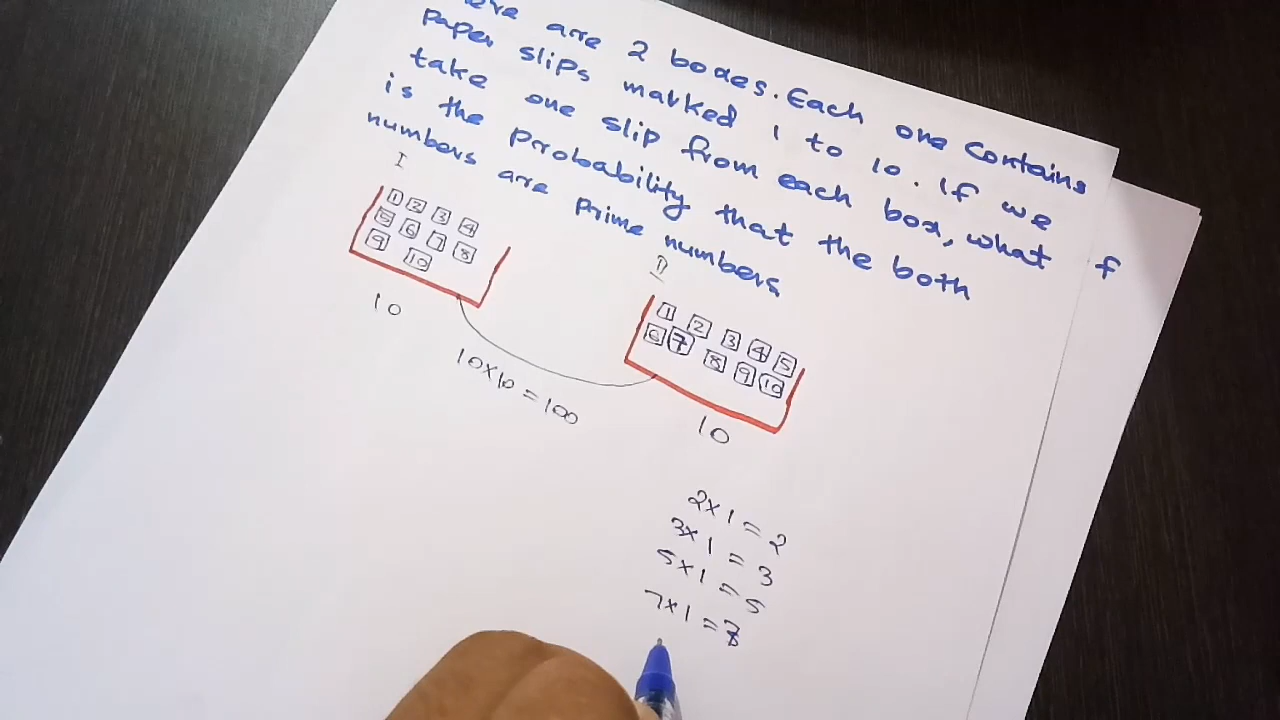 are 2 boxes. Each one contains
paper slips marked 1 to 10. If we
take one slip from each box, what
is the probability that the both
numbers are prime numbers
f
I
1 2 3 4
5 6 7 8
9 10
10
II
1 2 3 4 5
6 7 8 9 10
10
10×10 = 100
2×1 = 2
3×1 = 3
5×1 = 5
7×1 =